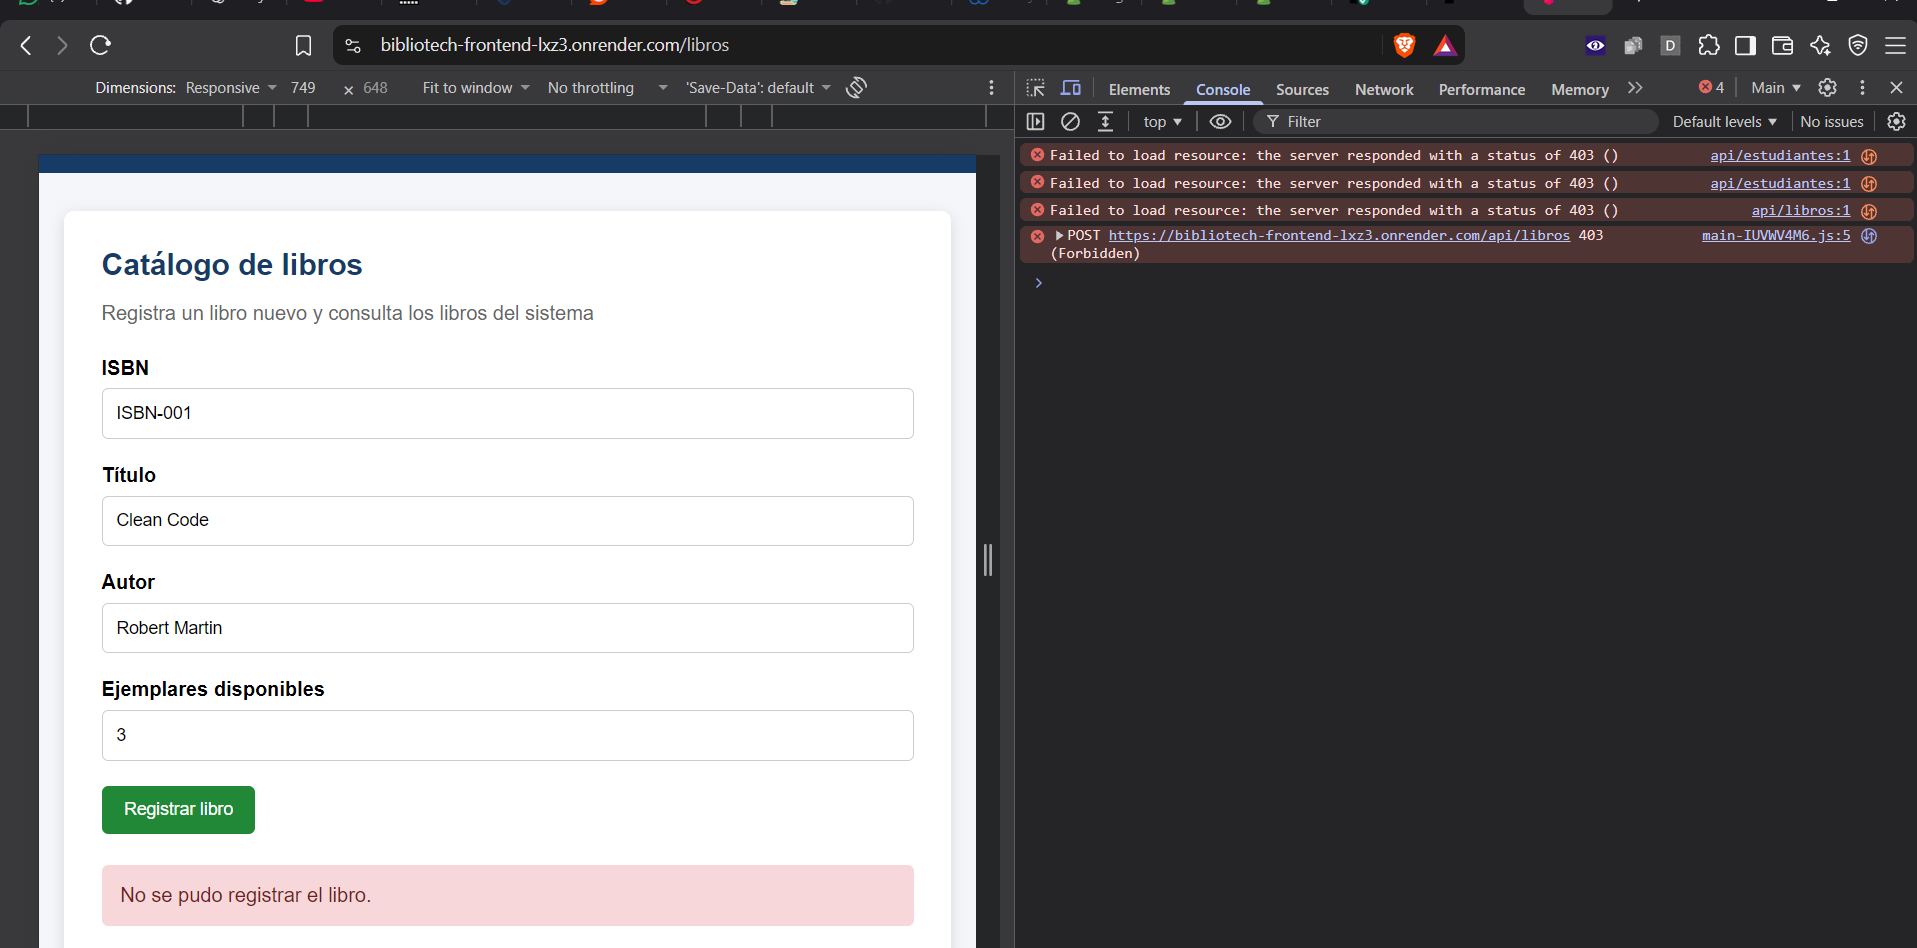 bibliotech-frontend-lxz3.onrender.com/libros
D
Dimensions: Responsive 749 × 648 Fit to window No throttling 'Save-Data': default
Elements Console Sources Network Performance Memory 4 Main
top Filter Default levels No issues
Failed to load resource: the server responded with a status of 403 () api/estudiantes:1
Failed to load resource: the server responded with a status of 403 () api/estudiantes:1
Failed to load resource: the server responded with a status of 403 () api/libros:1
POST https://bibliotech-frontend-lxz3.onrender.com/api/libros 403 main-IUVWV4M6.js:5
(Forbidden)
Catálogo de libros
Registra un libro nuevo y consulta los libros del sistema
ISBN
ISBN-001
Título
Clean Code
Autor
Robert Martin
Ejemplares disponibles
3
Registrar libro
No se pudo registrar el libro.